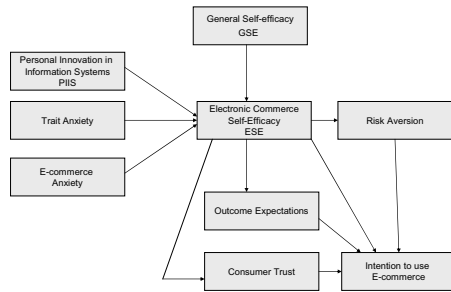 General Self-efficacy
GSE
Personal Innovation in
Information Systems
PIIS
Trait Anxiety
E-commerce
Anxiety
Electronic Commerce
Self-Efficacy
ESE
Risk Aversion
Outcome Expectations
Consumer Trust
Intention to use
E-commerce